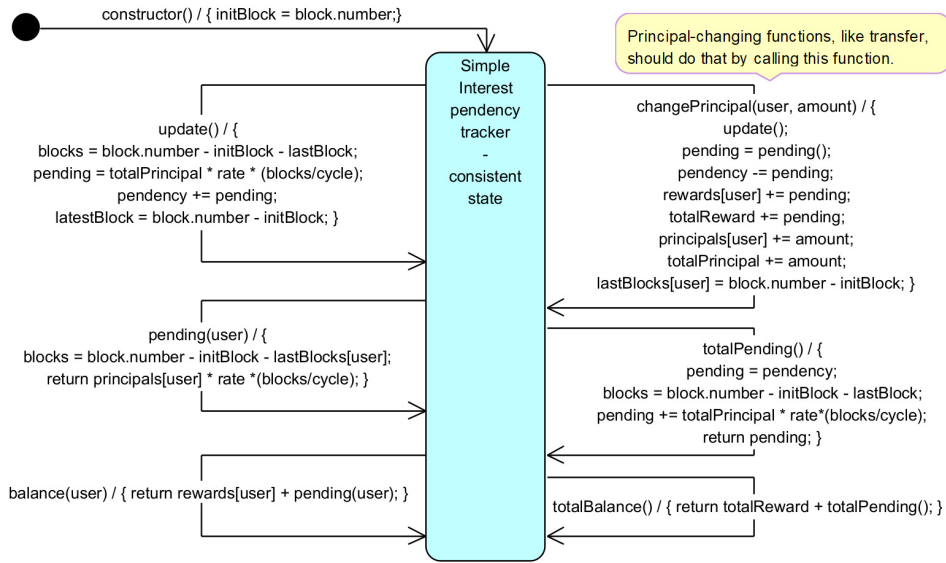 constructor() / { initBlock = block.number;}
Principal-changing functions, like transfer,
should do that by calling this function.
Simple
Interest
pendency
tracker
-
consistent
state
update() / {
blocks = block.number - initBlock - lastBlock;
pending = totalPrincipal * rate * (blocks/cycle);
pendency += pending;
latestBlock = block.number - initBlock; }
changePrincipal(user, amount) / {
update();
pending = pending();
pendency -= pending;
rewards[user] += pending;
totalReward += pending;
principals[user] += amount;
totalPrincipal += amount;
lastBlocks[user] = block.number - initBlock; }
pending(user) / {
blocks = block.number - initBlock - lastBlocks[user];
return principals[user] * rate *(blocks/cycle); }
totalPending() / {
pending = pendency;
blocks = block.number - initBlock - lastBlock;
pending += totalPrincipal * rate*(blocks/cycle);
return pending; }
balance(user) / { return rewards[user] + pending(user); }
totalBalance() / { return totalReward + totalPending(); }